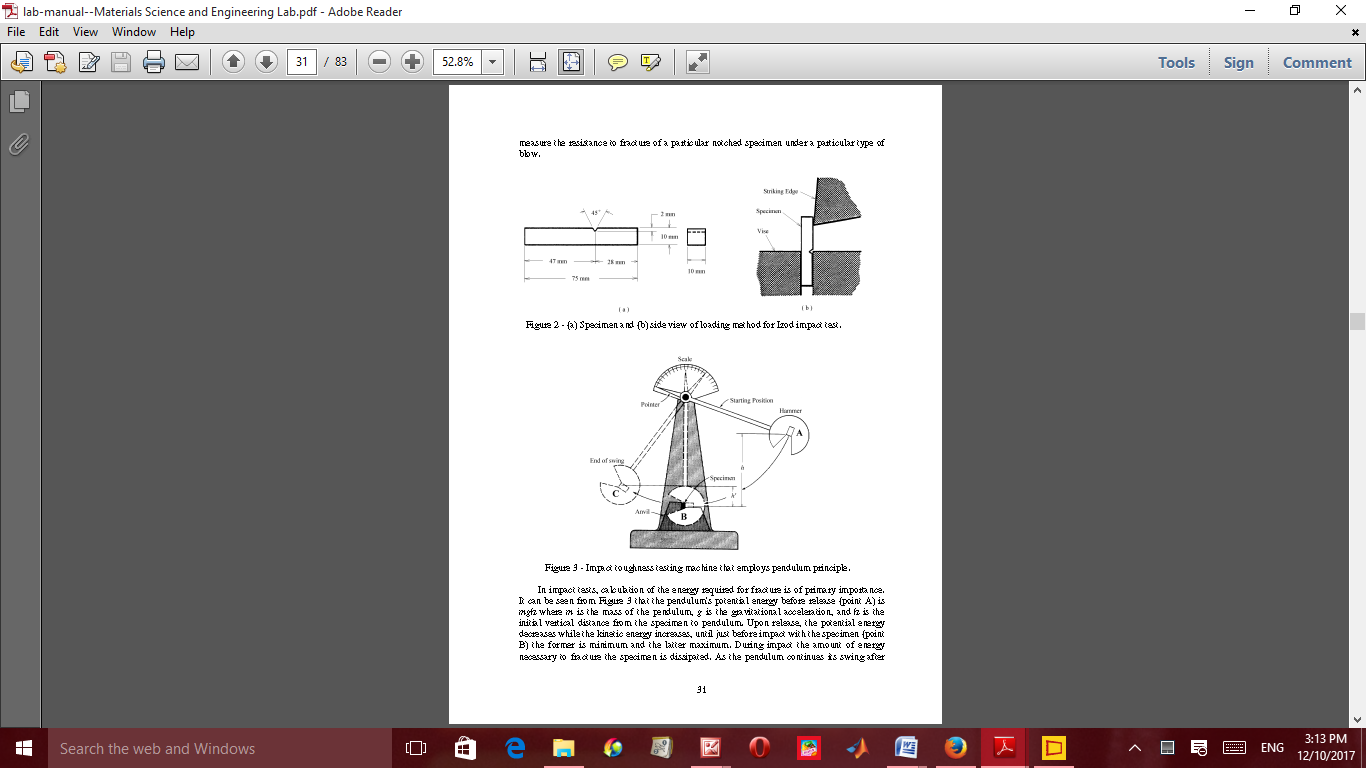 lab-manual--Materials Science and Engineering Lab.pdf - Adobe Reader
File Edit View Window Help
31 / 83
52.8%
Tools Sign Comment
measure the resistance to fracture of a particular notched specimen under a particular type of
blow.
45°
2 mm
10 mm
47 mm
28 mm
75 mm
10 mm
(a)
Striking Edge
Specimen
Vise
(b)
Figure 2 - (a) Specimen and (b) side view of loading method for Izod impact test.
Scale
Pointer
Starting Position
Hammer
A
h
End of swing
C
Specimen
h'
Anvil
B
Figure 3 - Impact toughness testing machine that employs pendulum principle.
In impact tests, calculation of the energy required for fracture is of primary importance.
It can be seen from Figure 3 that the pendulum's potential energy before release (point A) is
mgh where m is the mass of the pendulum, g is the gravitational acceleration, and h is the
initial vertical distance from the specimen to pendulum. Upon release, the potential energy
decreases while the kinetic energy increases, until just before impact with the specimen (point
B) the former is minimum and the latter maximum. During impact the amount of energy
necessary to fracture the specimen is dissipated. As the pendulum continues its swing after
31
Search the web and Windows
ENG
3:13 PM
12/10/2017